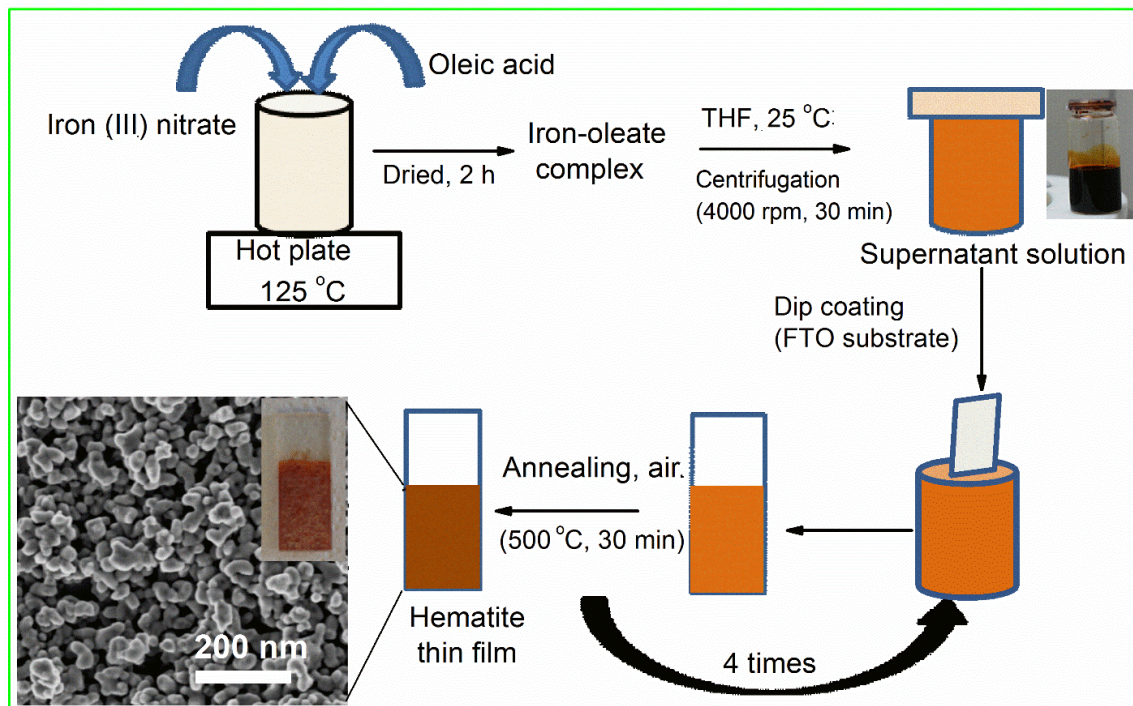 Oleic acid
Iron (III) nitrate
Hot plate
125 °C
Dried, 2 h
Iron-oleate
complex
THF, 25 °C
Centrifugation
(4000 rpm, 30 min)
Supernatant solution
Dip coating
(FTO substrate)
Annealing, air
(500 °C, 30 min)
Hematite
thin film
200 nm
4 times